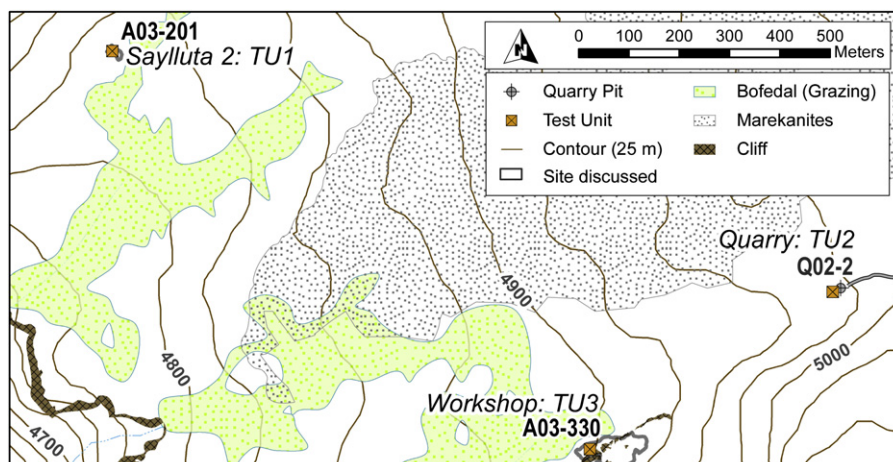 A03-201
Saylluta 2: TU1
N
0 100 200 300 400 500
Meters
Quarry Pit
Test Unit
Contour (25 m)
Site discussed
Bofedal (Grazing)
Marekanites
Cliff
Quarry: TU2
Q02-2
4900
5000
4800
4700
Workshop: TU3
A03-330